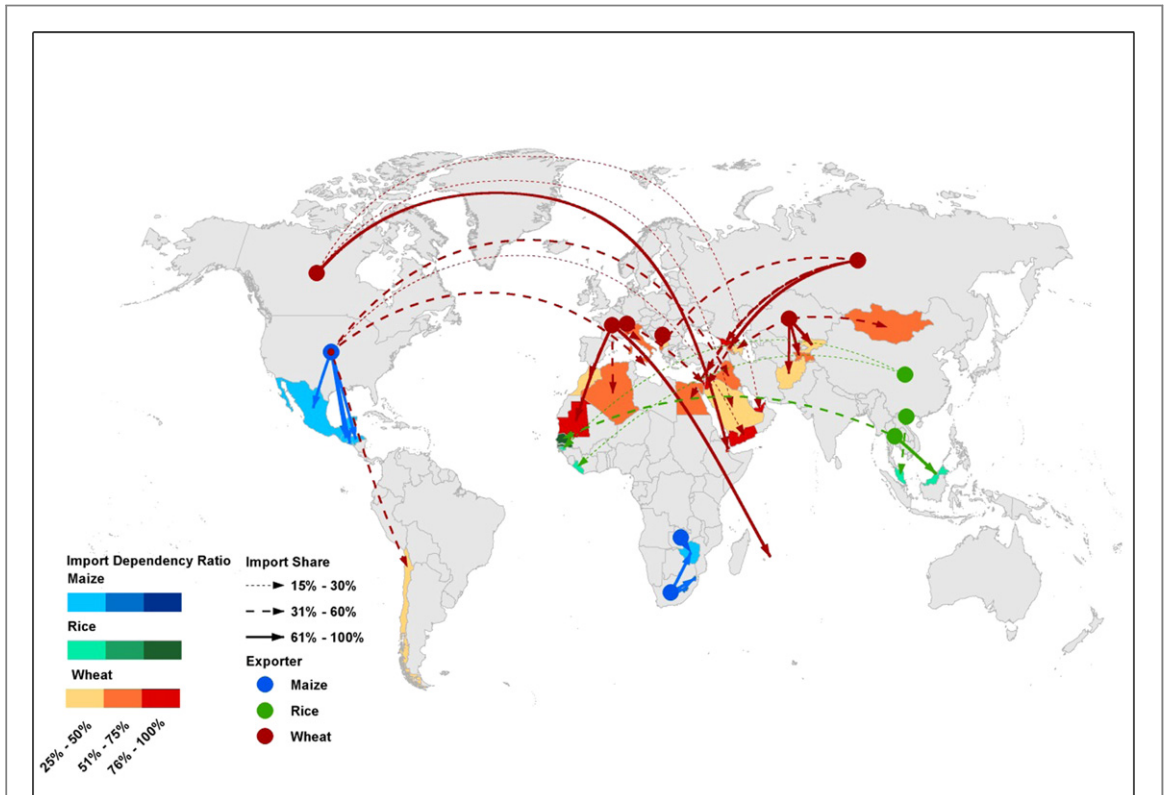 Import Dependency Ratio
Maize
Rice
Wheat
25% - 50%
51% - 75%
76% - 100%
Import Share
15% - 30%
31% - 60%
61% - 100%
Exporter
Maize
Rice
Wheat